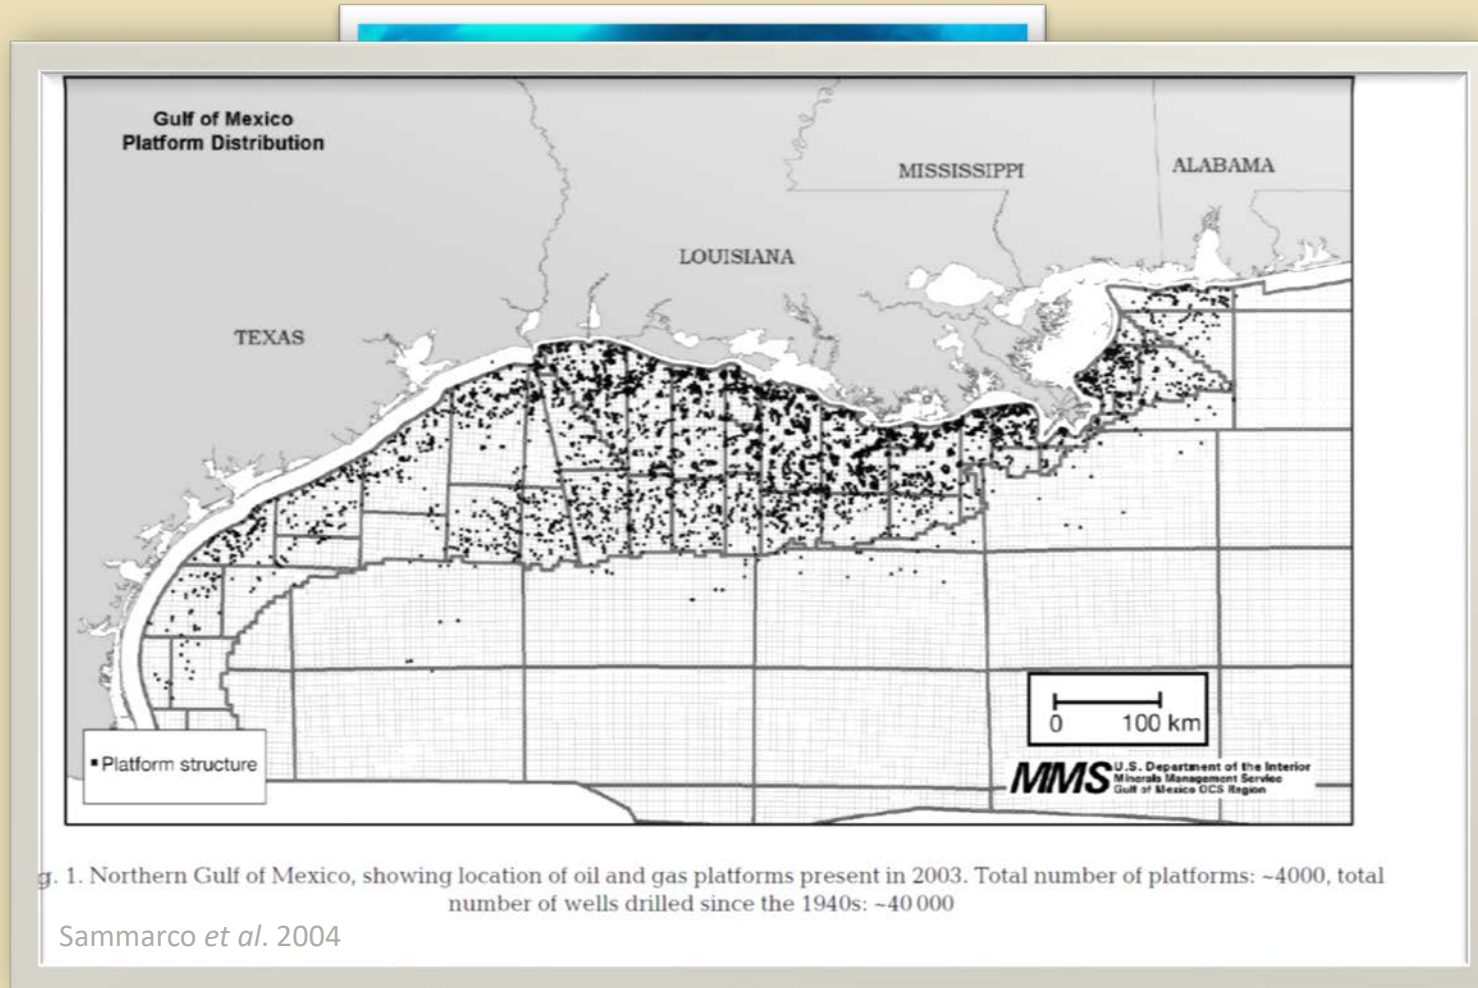 Gulf of Mexico
Platform Distribution
MISSISSIPPI
ALABAMA
LOUISIANA
TEXAS
0 100 km
Platform structure
MMS
U.S. Department of the Interior
Minerals Management Service
Gulf of Mexico OCS Region
g. 1. Northern Gulf of Mexico, showing location of oil and gas platforms present in 2003. Total number of platforms: ~4000, total
number of wells drilled since the 1940s: ~40 000
Sammarco et al. 2004